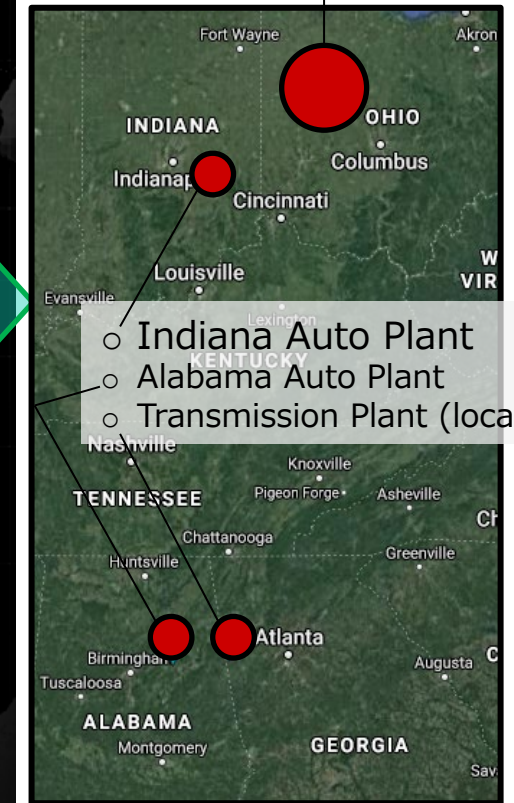 Fort Wayne
Akron
INDIANA
OHIO
Columbus
Indianap
Cincinnati
W
VIR
Louisville
Evansville
Lexington
○ Indiana Auto Plant
KENTUCKY
○ Alabama Auto Plant
○ Transmission Plant (loca
Nashville
Knoxville
TENNESSEE
Pigeon Forge
Asheville
Ch
Chattanooga
Greenville
Huntsville
Atlanta
Birmingham
Augusta
C
Tuscaloosa
ALABAMA
Montgomery
GEORGIA
Sav